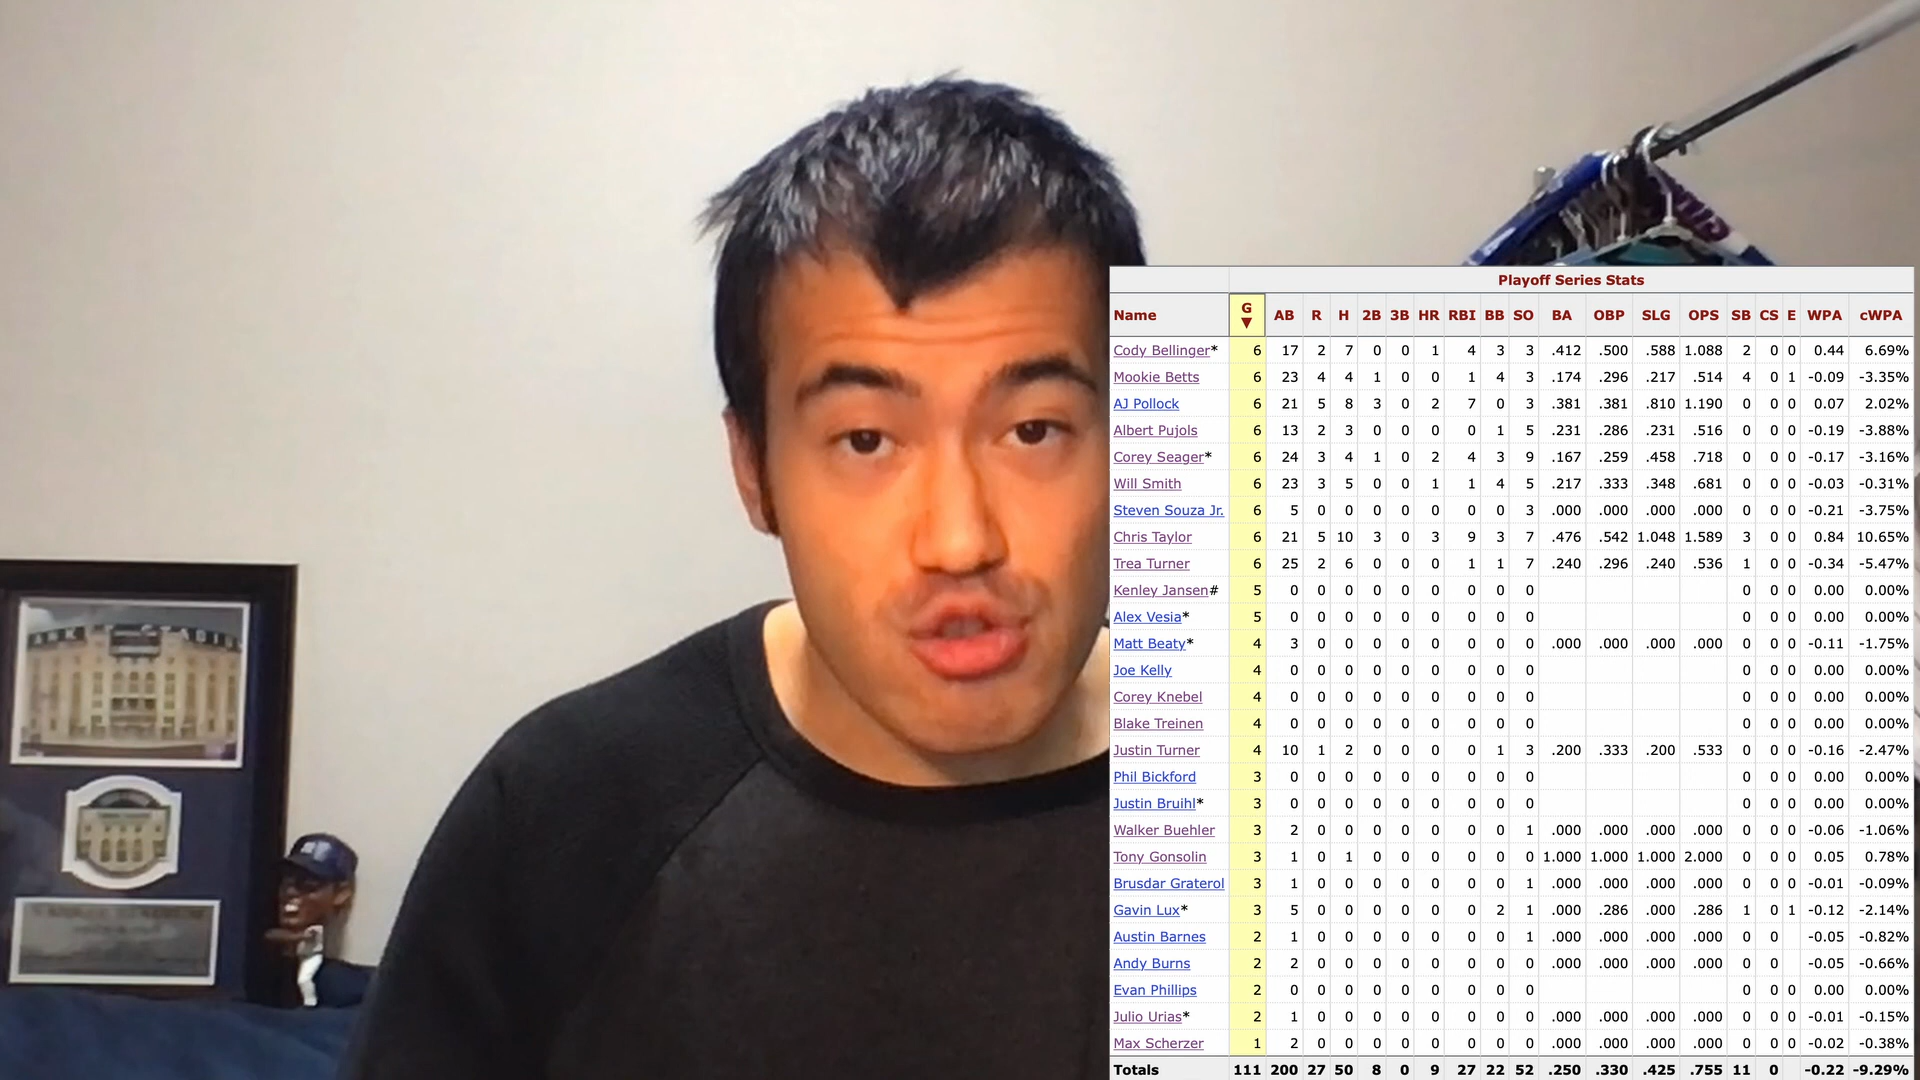 Playoff Series Stats
Name G ▼ AB R H 2B 3B HR RBI BB SO BA OBP SLG OPS SB CS E WPA cWPA
Cody Bellinger* 6 17 2 7 0 0 1 4 3 3 .412 .500 .588 1.088 2 0 0 0.44 6.69%
Mookie Betts 6 23 4 4 1 0 0 1 4 3 .174 .296 .217 .514 4 0 1 -0.09 -3.35%
AJ Pollock 6 21 5 8 3 0 2 7 0 3 .381 .381 .810 1.190 0 0 0 0.07 2.02%
Albert Pujols 6 13 2 3 0 0 0 0 1 5 .231 .286 .231 .516 0 0 0 -0.19 -3.88%
Corey Seager* 6 24 3 4 1 0 2 4 3 9 .167 .259 .458 .718 0 0 0 -0.17 -3.16%
Will Smith 6 23 3 5 0 0 1 1 4 5 .217 .333 .348 .681 0 0 0 -0.03 -0.31%
Steven Souza Jr. 6 5 0 0 0 0 0 0 0 3 .000 .000 .000 .000 0 0 0 -0.21 -3.75%
Chris Taylor 6 21 5 10 3 0 3 9 3 7 .476 .542 1.048 1.589 3 0 0 0.84 10.65%
Trea Turner 6 25 2 6 0 0 0 1 1 7 .240 .296 .240 .536 1 0 0 -0.34 -5.47%
Kenley Jansen# 5 0 0 0 0 0 0 0 0 0 0 0 0 0.00 0.00%
Alex Vesia* 5 0 0 0 0 0 0 0 0 0 0 0 0 0.00 0.00%
Matt Beaty* 4 3 0 0 0 0 0 0 0 0 .000 .000 .000 .000 0 0 0 -0.11 -1.75%
Joe Kelly 4 0 0 0 0 0 0 0 0 0 0 0 0 0.00 0.00%
Corey Knebel 4 0 0 0 0 0 0 0 0 0 0 0 0 0.00 0.00%
Blake Treinen 4 0 0 0 0 0 0 0 0 0 0 0 0 0.00 0.00%
Justin Turner 4 10 1 2 0 0 0 0 1 3 .200 .333 .200 .533 0 0 0 -0.16 -2.47%
Phil Bickford 3 0 0 0 0 0 0 0 0 0 0 0 0 0.00 0.00%
Justin Bruihl* 3 0 0 0 0 0 0 0 0 0 0 0 0 0.00 0.00%
Walker Buehler 3 2 0 0 0 0 0 0 0 1 .000 .000 .000 .000 0 0 0 -0.06 -1.06%
Tony Gonsolin 3 1 0 1 0 0 0 0 0 0 1.000 1.000 1.000 2.000 0 0 0 0.05 0.78%
Brusdar Graterol 3 1 0 0 0 0 0 0 0 1 .000 .000 .000 .000 0 0 0 -0.01 -0.09%
Gavin Lux* 3 5 0 0 0 0 0 0 2 1 .000 .286 .000 .286 1 0 1 -0.12 -2.14%
Austin Barnes 2 1 0 0 0 0 0 0 0 1 .000 .000 .000 .000 0 0 -0.05 -0.82%
Andy Burns 2 2 0 0 0 0 0 0 0 0 .000 .000 .000 .000 0 0 0 -0.05 -0.66%
Evan Phillips 2 0 0 0 0 0 0 0 0 0 0 0 0 0.00 0.00%
Julio Urias* 2 1 0 0 0 0 0 0 0 0 .000 .000 .000 .000 0 0 0 -0.01 -0.15%
Max Scherzer 1 2 0 0 0 0 0 0 0 0 .000 .000 .000 .000 0 0 0 -0.02 -0.38%
Totals 111 200 27 50 8 0 9 27 22 52 .250 .330 .425 .755 11 0 -0.22 -9.29%